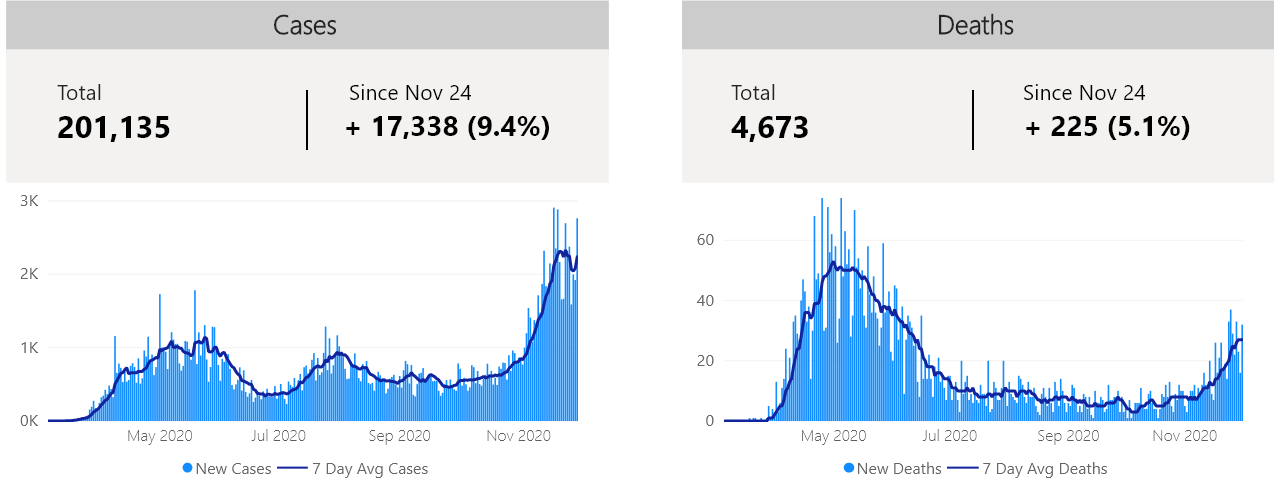 Cases
Total
201,135
Since Nov 24
+ 17,338 (9.4%)
3K
2K
1K
0K
May 2020
Jul 2020
Sep 2020
Nov 2020
New Cases
7 Day Avg Cases
Deaths
Total
4,673
Since Nov 24
+ 225 (5.1%)
60
40
20
0
May 2020
Jul 2020
Sep 2020
Nov 2020
New Deaths
7 Day Avg Deaths